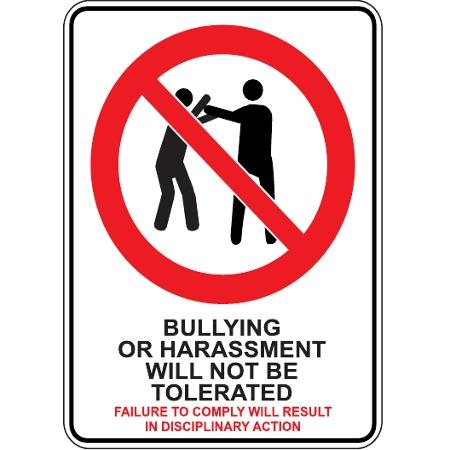 BULLYING
OR HARASSMENT
WILL NOT BE
TOLERATED
FAILURE TO COMPLY WILL RESULT
IN DISCIPLINARY ACTION